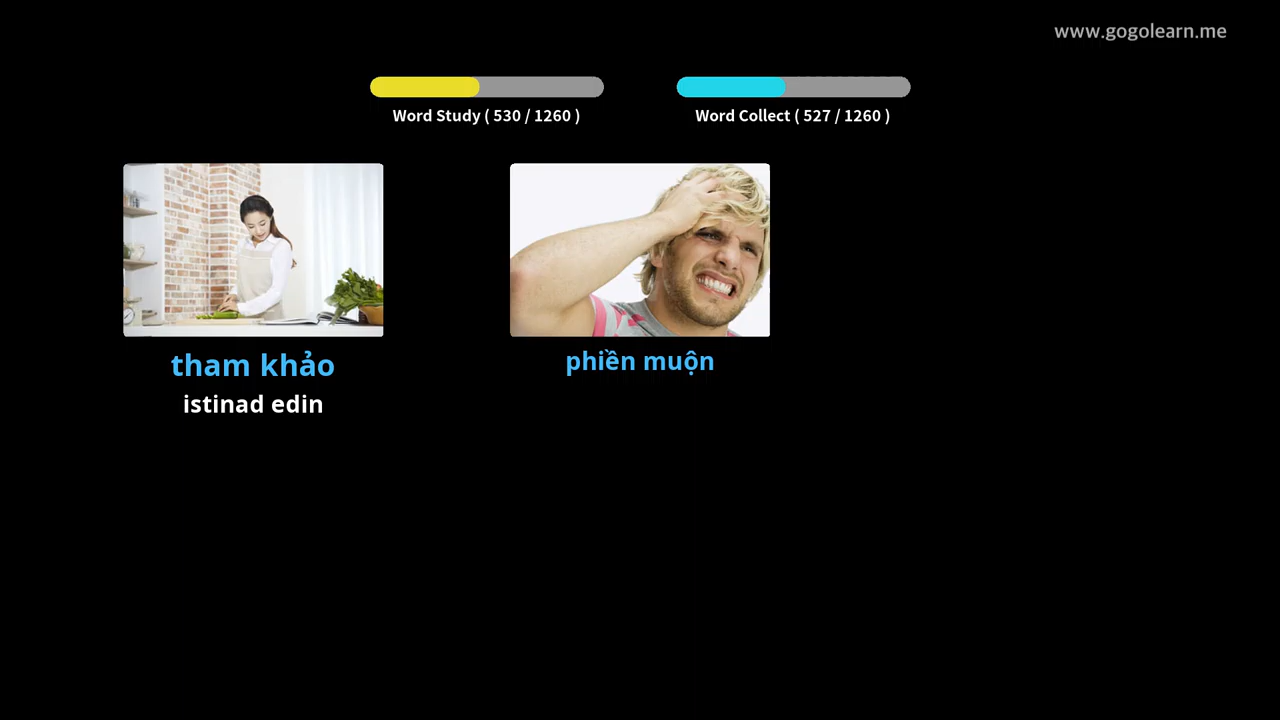 www.gogolearn.me
Word Study ( 530 / 1260 )
Word Collect ( 527 / 1260 )
tham khảo
istinad edin
phiền muộn